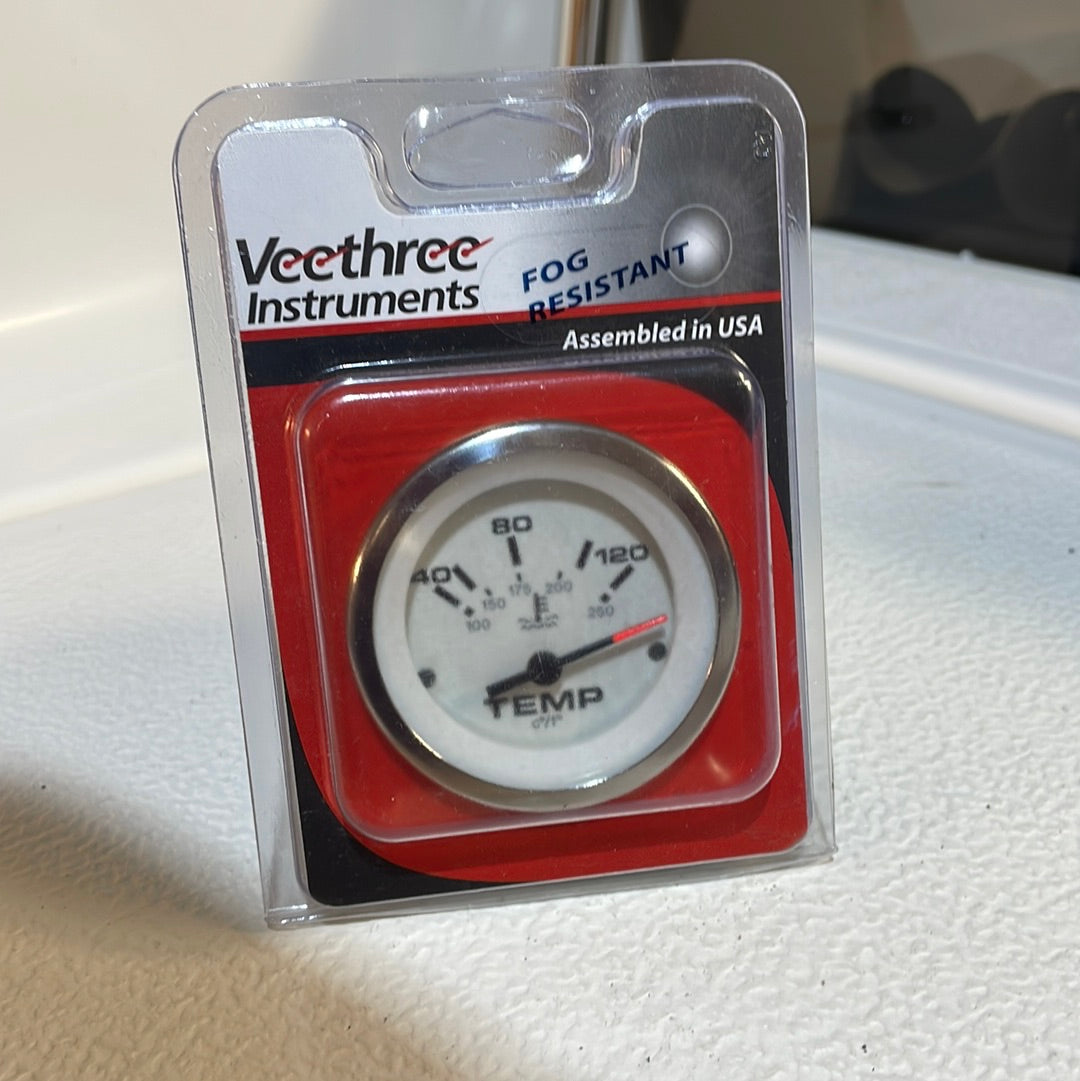 Veethree
Instruments
FOG
RESISTANT
Assembled in USA
80
40
120
175
200
150
250
100
TEMP